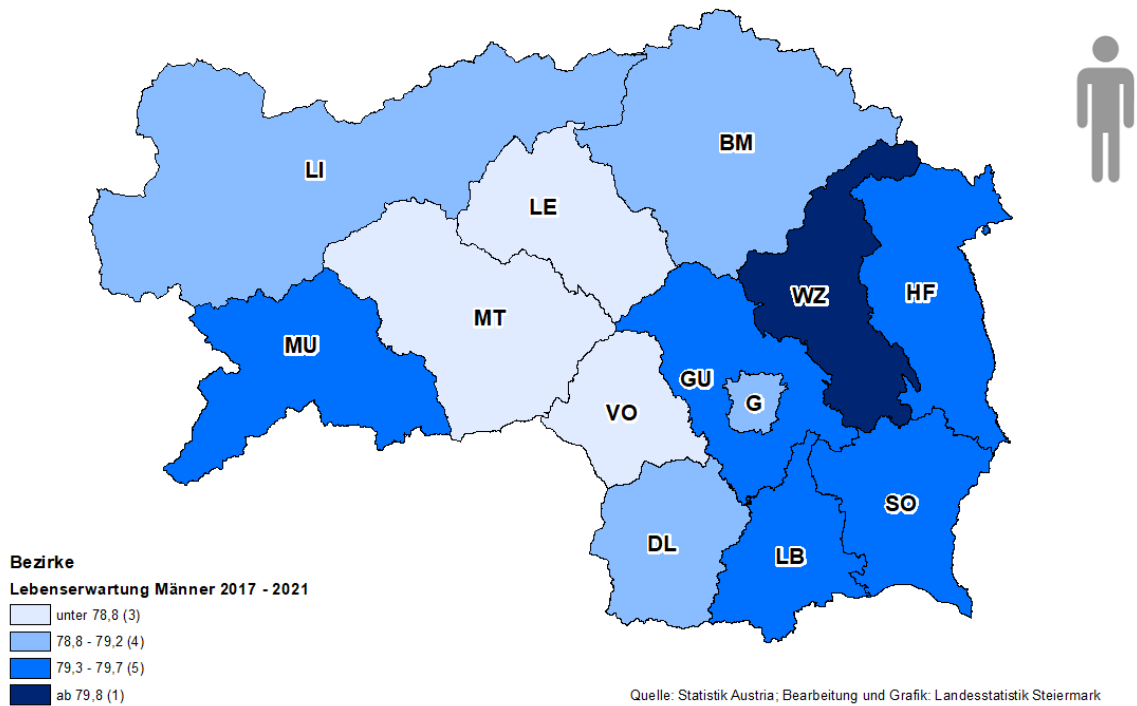 BM
LI
LE
WZ
HF
MT
MU
GU
G
VO
SO
DL
LB
Bezirke
Lebenserwartung Männer 2017 - 2021
unter 78,8 (3)
78,8 - 79,2 (4)
79,3 - 79,7 (5)
ab 79,8 (1)
Quelle: Statistik Austria; Bearbeitung und Grafik: Landesstatistik Steiermark